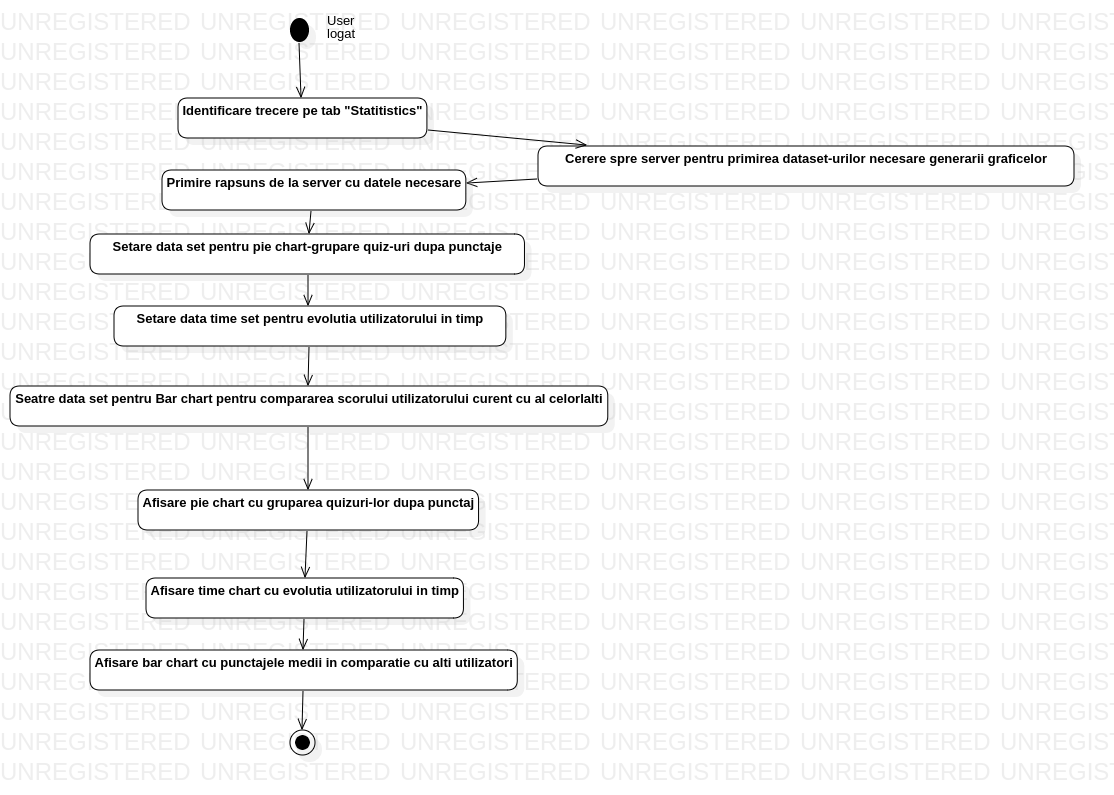 User
logat
Identificare trecere pe tab "Statitistics"
Cerere spre server pentru primirea dataset-urilor necesare generarii graficelor
Primire rapsuns de la server cu datele necesare
Setare data set pentru pie chart-grupare quiz-uri dupa punctaje
Setare data time set pentru evolutia utilizatorului in timp
Seatre data set pentru Bar chart pentru compararea scorului utilizatorului curent cu al celorlalti
Afisare pie chart cu gruparea quizuri-lor dupa punctaj
Afisare time chart cu evolutia utilizatorului in timp
Afisare bar chart cu punctajele medii in comparatie cu alti utilizatori
UNREGISTERED